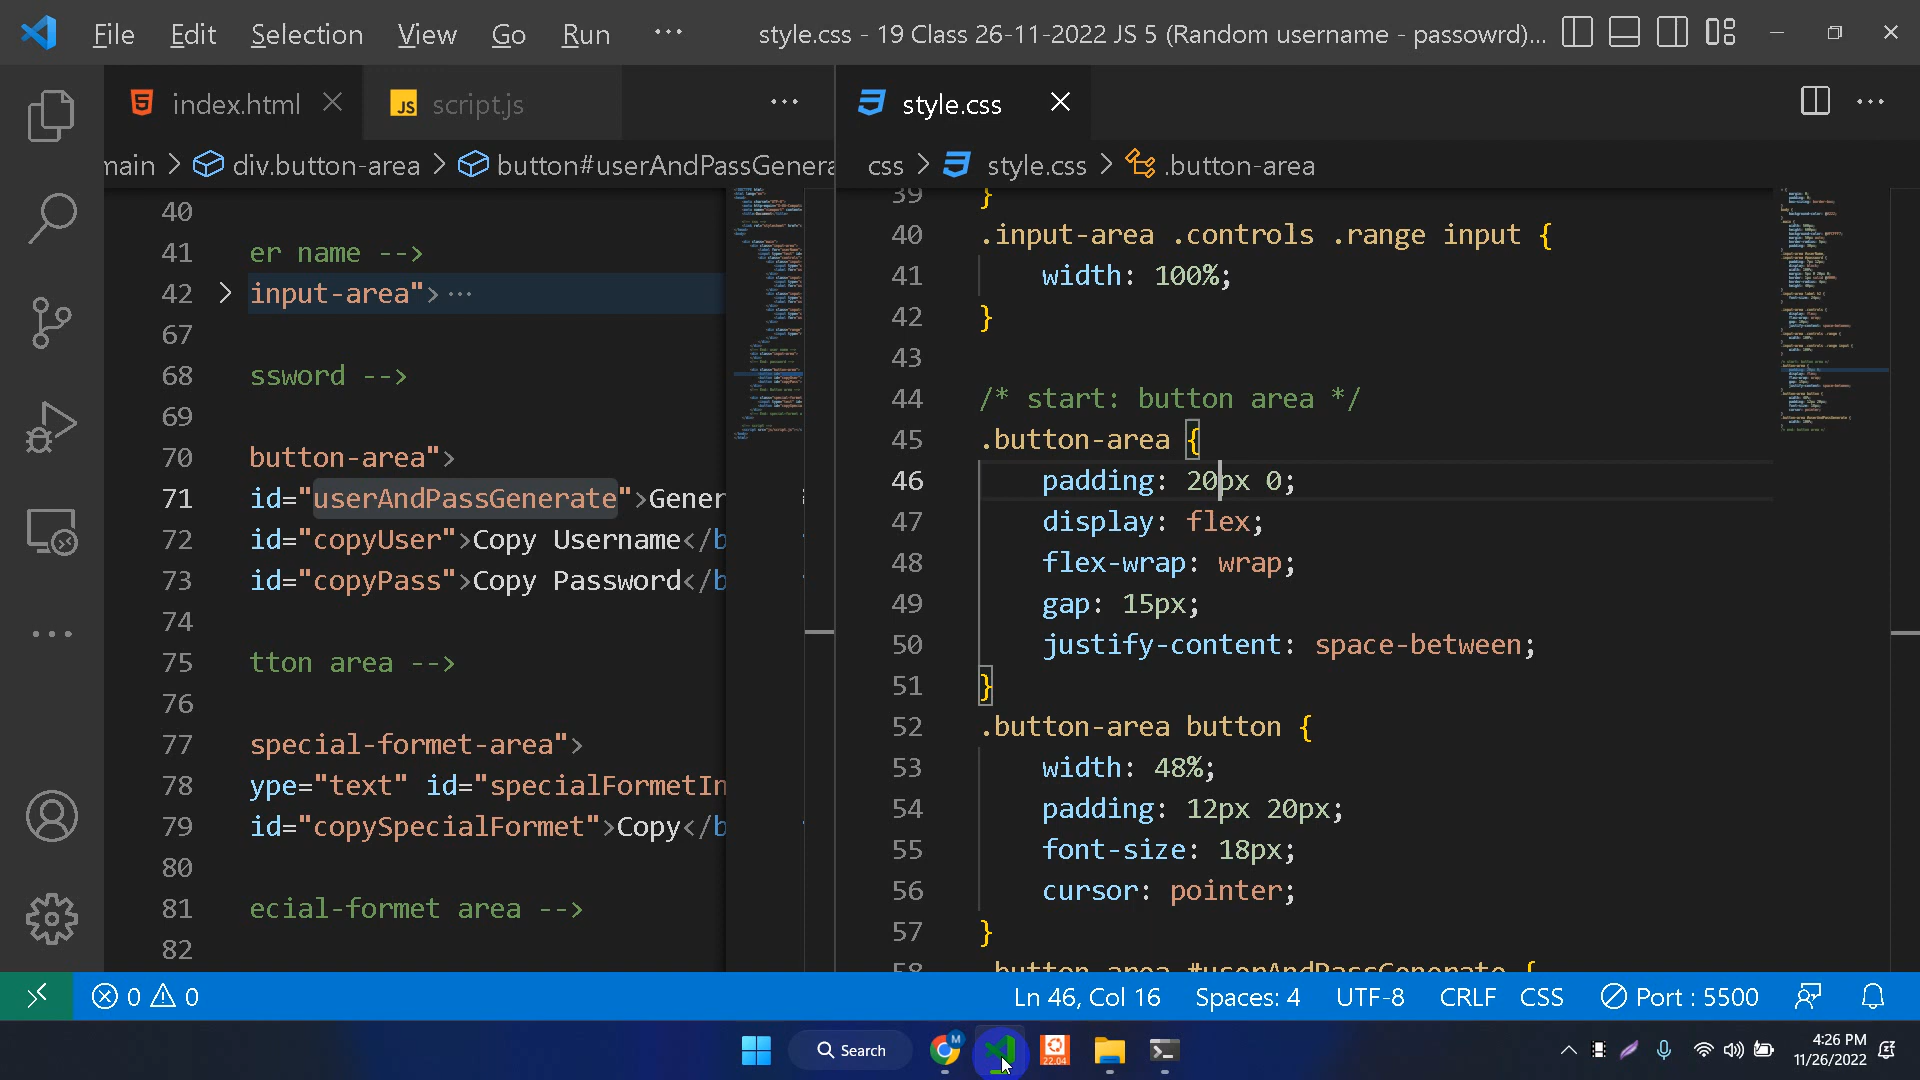 File Edit Selection View Go Run ··· style.css - 19 Class 26-11-2022 JS 5 (Random username - passowrd)...
index.html
JS script.js
···
style.css
···
main > div.button-area > button#userAndPassGenera
css > style.css > .button-area
40
41 er name -->
42 > input-area"> ···
67
68 ssword -->
69
70 button-area">
71 id="userAndPassGenerate">Gener
72 id="copyUser">Copy Username</b
73 id="copyPass">Copy Password</b
74
75 tton area -->
76
77 special-formet-area">
78 ype="text" id="specialFormetIn
79 id="copySpecialFormet">Copy</b
80
81 ecial-formet area -->
82
39 }
40 .input-area .controls .range input {
41 width: 100%;
42 }
43
44 /* start: button area */
45 .button-area {
46 padding: 20px 0;
47 display: flex;
48 flex-wrap: wrap;
49 gap: 15px;
50 justify-content: space-between;
51 }
52 .button-area button {
53 width: 48%;
54 padding: 12px 20px;
55 font-size: 18px;
56 cursor: pointer;
57 }
58 .button-area #userAndPassGenerate {
0 0 Ln 46, Col 16 Spaces: 4 UTF-8 CRLF CSS Port : 5500
Search
M
22.04
4:26 PM
11/26/2022